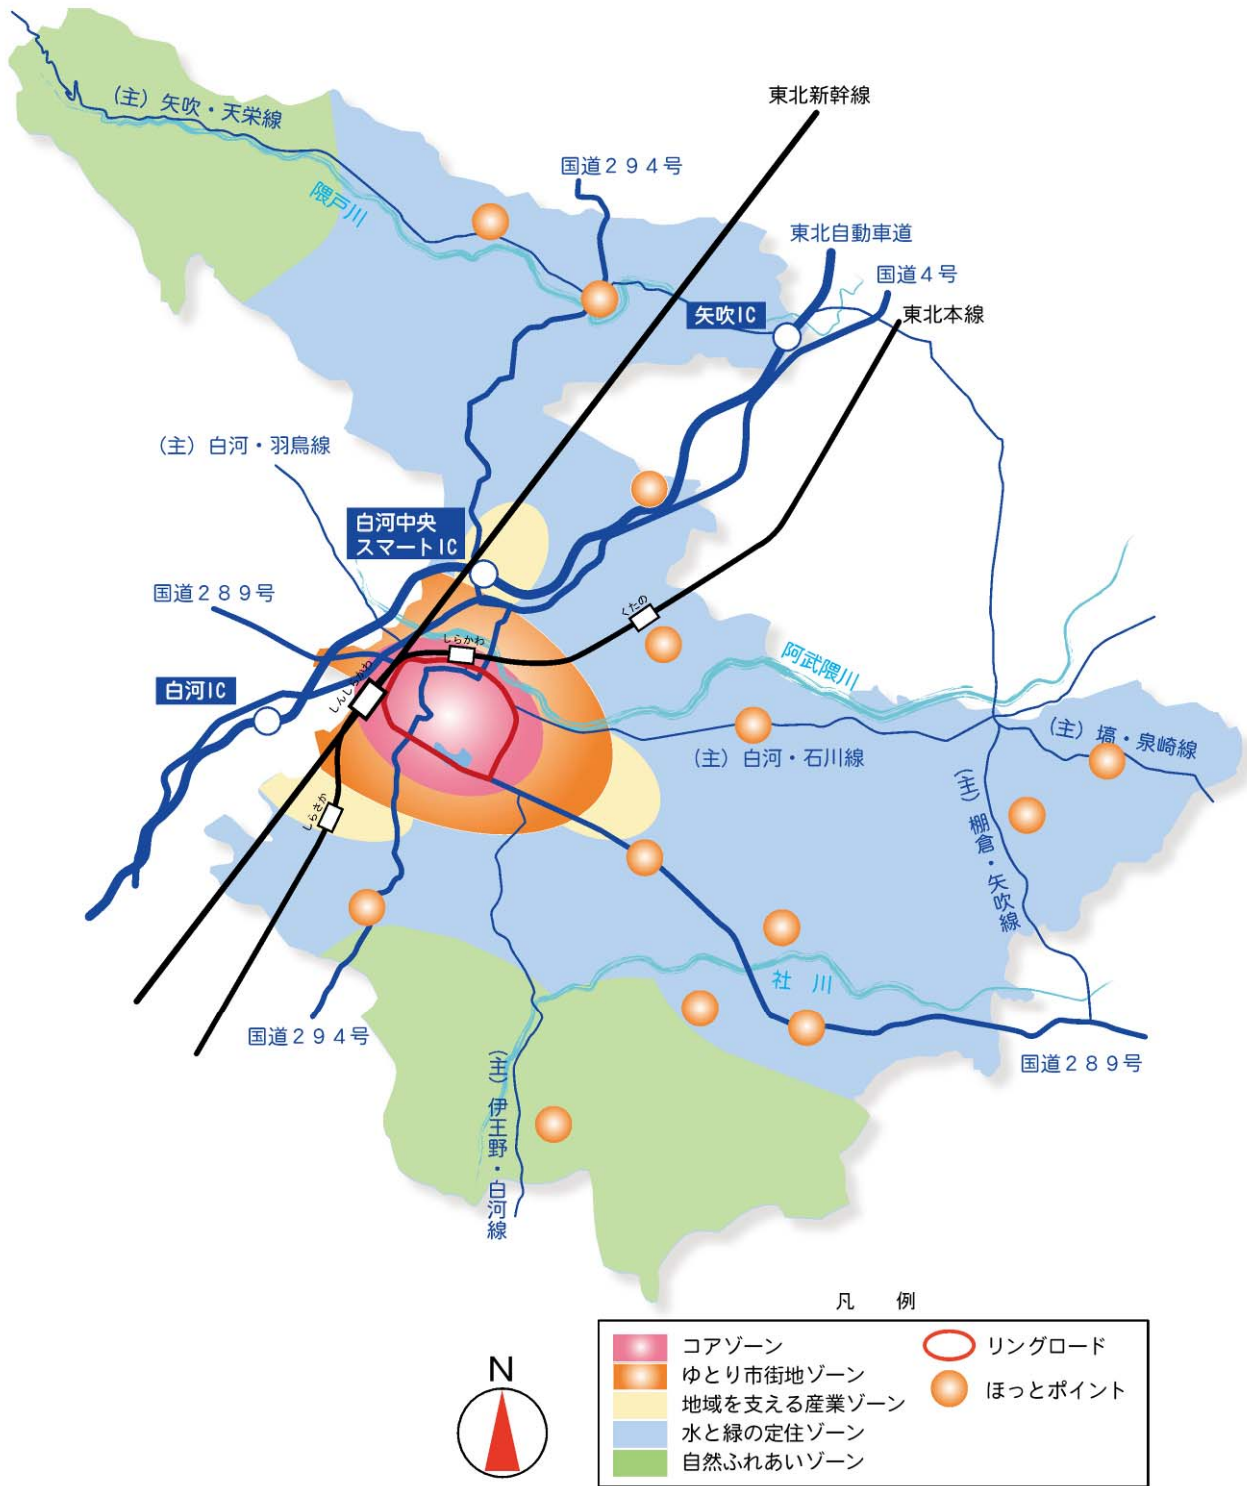 東北新幹線
(主)矢吹・天栄線
国道294号
隈戸川
東北自動車道
国道4号
矢吹IC
東北本線
(主)白河・羽鳥線
白河中央
スマートIC
国道289号
くたの
しらかわ
阿武隈川
しんしらかわ
白河IC
(主)塙・泉崎線
(主)白河・石川線
しらさか
(主)棚倉・矢吹線
社 川
国道294号
国道289号
(主)伊王野・白河線
凡 例
N
コアゾーン
リングロード
ゆとり市街地ゾーン
ほっとポイント
地域を支える産業ゾーン
水と緑の定住ゾーン
自然ふれあいゾーン